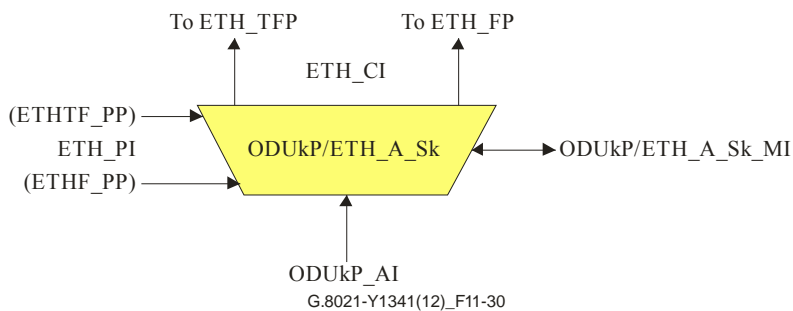 To ETH_TFP
To ETH_FP
ETH_CI
(ETHTF_PP)
ETH_PI
(ETHF_PP)
ODUkP/ETH_A_Sk
ODUkP/ETH_A_Sk_MI
ODUkP_AI
G.8021-Y1341(12)_F11-30